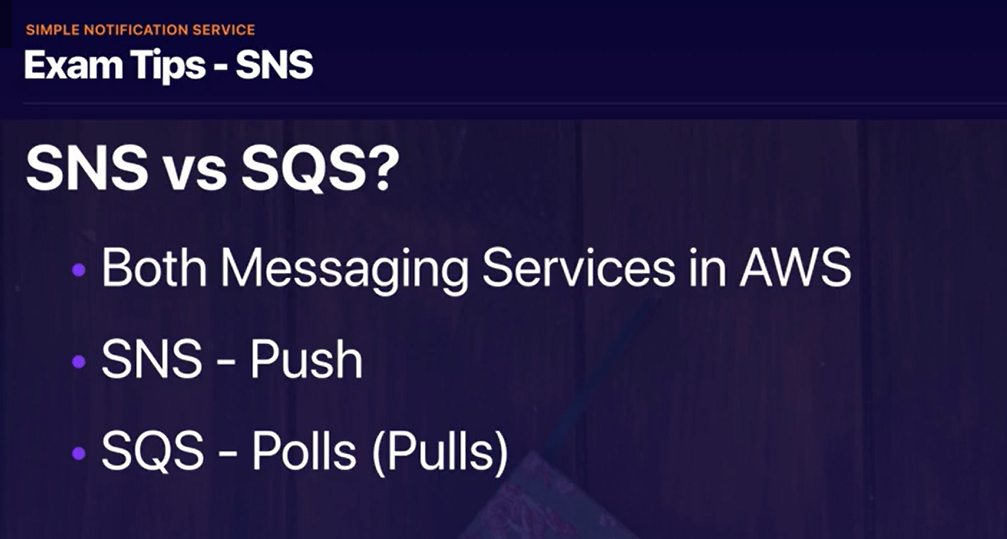 SIMPLE NOTIFICATION SERVICE
Exam Tips - SNS
SNS vs SQS?
• Both Messaging Services in AWS
• SNS - Push
• SQS - Polls (Pulls)